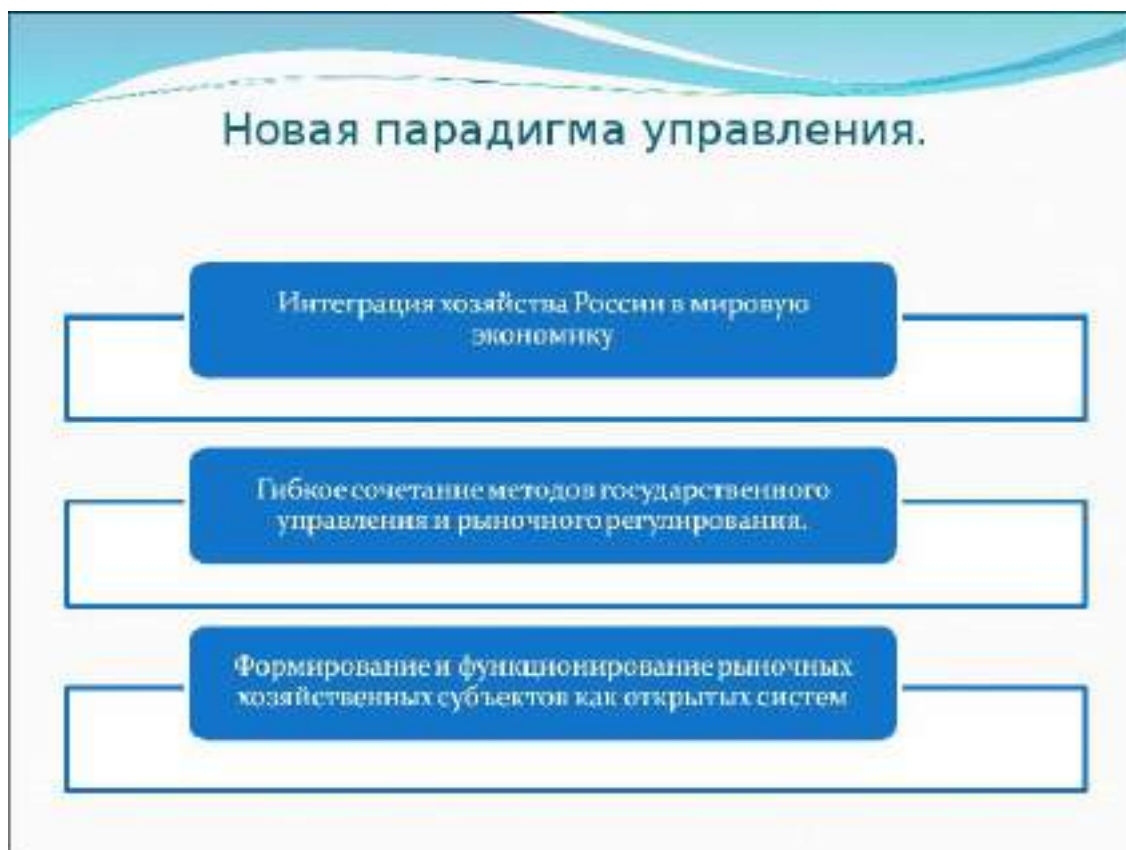 Новая парадигма управления.
Интеграция хозяйства России в мировую
экономику
Гибкое сочетание методов государственного
управления и рыночного регулирования.
Формирование и функционирование рыночных
хозяйственных субъектов как открытых систем